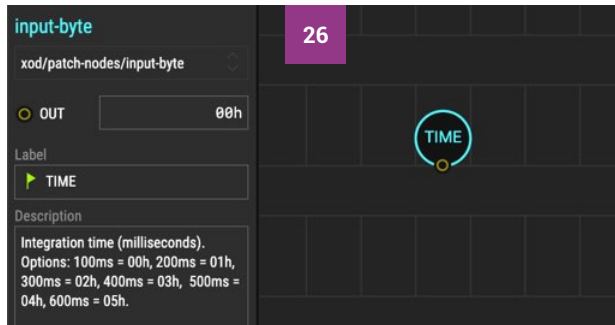 input-byte
26
xod/patch-nodes/input-byte
OUT 00h
Label
TIME
Description
Integration time (milliseconds).
Options: 100ms = 00h, 200ms = 01h,
300ms = 02h, 400ms = 03h, 500ms =
04h, 600ms = 05h.
TIME